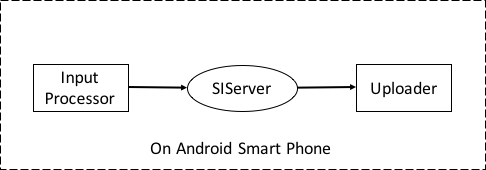 Input
Processor
SIServer
Uploader
On Android Smart Phone